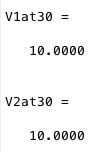 V1at30 =
10.0000
V2at30 =
10.0000